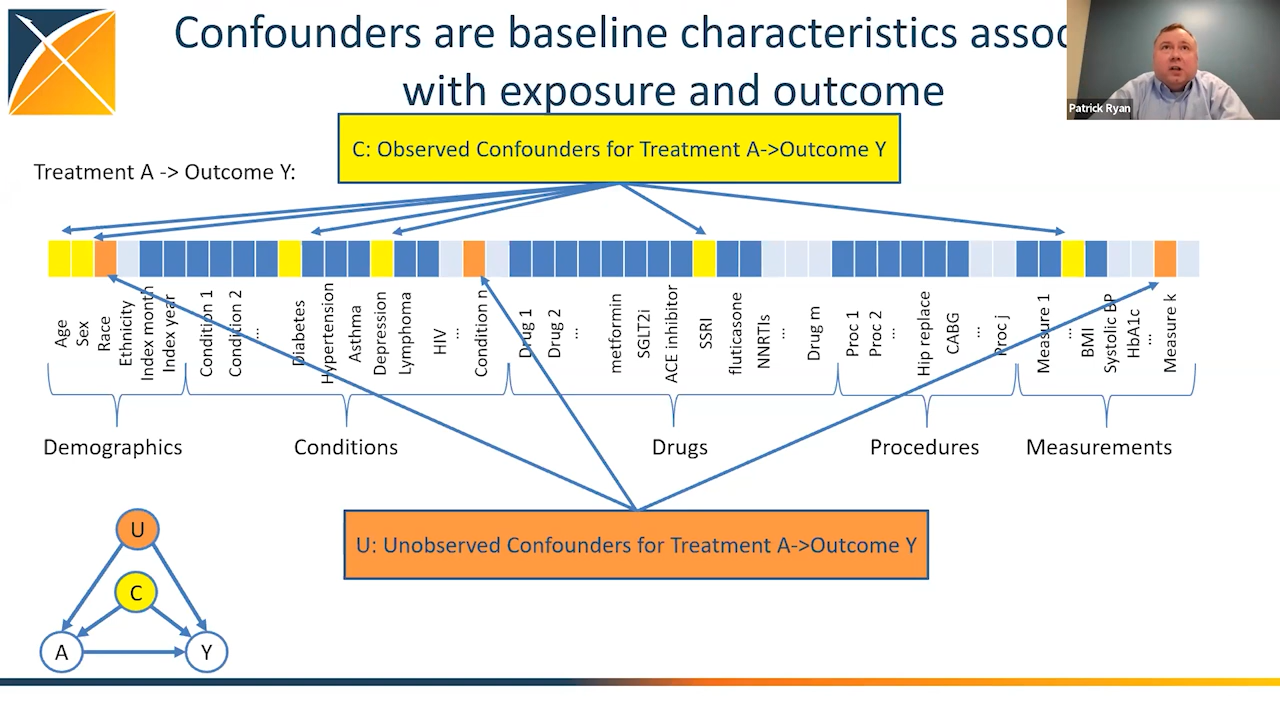 Confounders are baseline characteristics assoc
with exposure and outcome
Patrick Ryan
C: Observed Confounders for Treatment A->Outcome Y
Treatment A -> Outcome Y:
Age
Sex
Race
Ethnicity
Index month
Index year
Condition 1
Condition 2
...
Diabetes
Hypertension
Asthma
Depression
Lymphoma
HIV
...
Condition n
Drug 1
Drug 2
...
metformin
SGLT2i
ACE inhibitor
SSRI
fluticasone
NNRTIs
...
Drug m
Proc 1
Proc 2
...
Hip replace
CABG
...
Proc j
Measure 1
...
BMI
Systolic BP
HbA1c
...
Measure k
Demographics
Conditions
Drugs
Procedures
Measurements
U: Unobserved Confounders for Treatment A->Outcome Y
U
C
A
Y